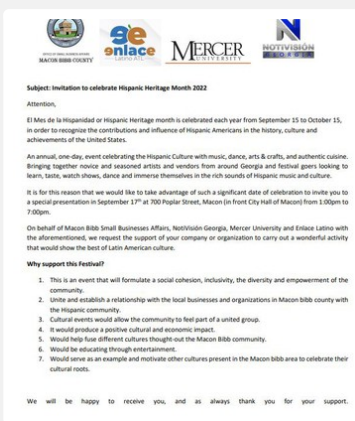 MACON-BIBB COUNTY
enlace
Latino ATL
MERCER
UNIVERSITY
NOTIVISIÓN
GEORGIA
Subject: Invitation to celebrate Hispanic Heritage Month 2022
Attention,
El Mes de la Hispanidad or Hispanic Heritage month is celebrated each year from September 15 to October 15,
in order to recognize the contributions and influence of Hispanic Americans in the history, culture and
achievements of the United States.
An annual, one-day, event celebrating the Hispanic Culture with music, dance, arts & crafts, and authentic cuisine.
Bringing together novice and seasoned artists and vendors from around Georgia and festival goers looking to
learn, taste, watch shows, dance and immerse themselves in the rich sounds of Hispanic music and culture.
It is for this reason that we would like to take advantage of such a significant date of celebration to invite you to
a special presentation in September 17th at 700 Poplar Street, Macon (in front City Hall of Macon) from 1:00pm to
7:00pm.
On behalf of Macon Bibb Small Businesses Affairs, NotiVisión Georgia, Mercer University and Enlace Latino with
the aforementioned, we request the support of your company or organization to carry out a wonderful activity
that would show the best of Latin American culture.
Why support this Festival?
1. This is an event that will formulate a social cohesion, inclusivity, the diversity and empowerment of the
community.
2. Unite and establish a relationship with the local businesses and organizations in Macon bibb county with
the Hispanic community.
3. Cultural events would allow the community to feel part of a united group.
4. It would produce a positive cultural and economic impact.
5. Would help fuse different cultures thought-out the Macon Bibb community.
6. Would be educating through entertainment.
7. Would serve as an example and motivate other cultures present in the Macon bibb area to celebrate their
cultural roots.
We will be happy to receive you, and as always thank you for your support.